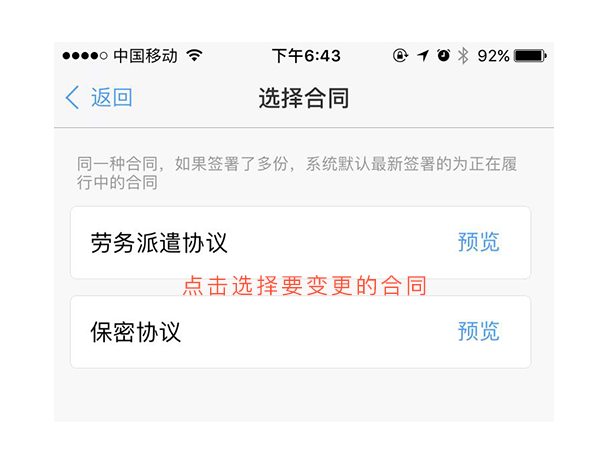 中国移动 下午6:43 92%
返回 选择合同
同一种合同，如果签署了多份，系统默认最新签署的为正在履
行中的合同
劳务派遣协议 预览
点击选择要变更的合同
保密协议 预览